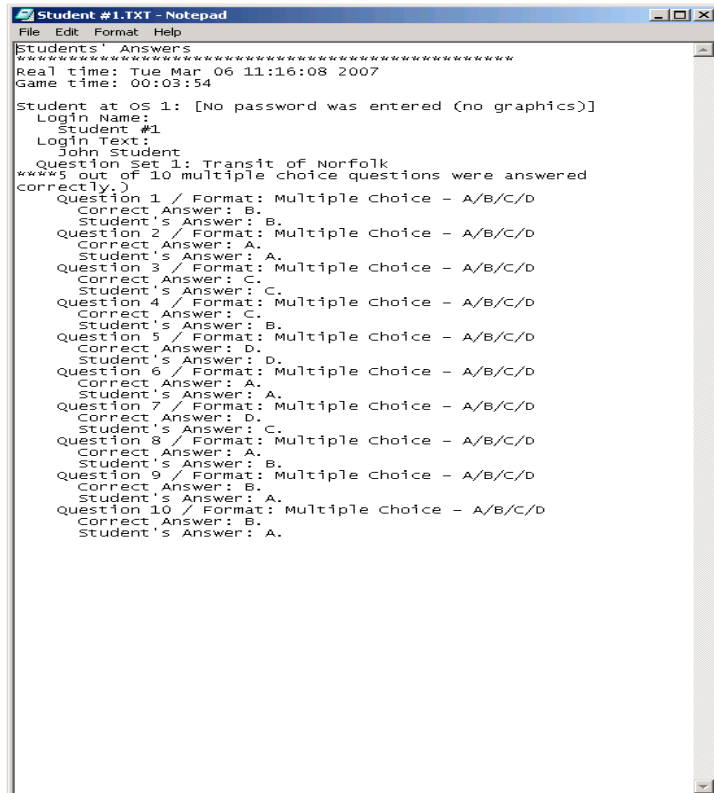 Student #1.TXT - Notepad
File Edit Format Help
Students' Answers
************************************************
Real time: Tue Mar 06 11:16:08 2007
Game time: 00:03:54
Student at OS 1: [No password was entered (no graphics)]
Login Name:
Student #1
Login Text:
John Student
Question Set 1: Transit of Norfolk
****5 out of 10 multiple choice questions were answered
correctly.)
Question 1 / Format: Multiple Choice - A/B/C/D
Correct Answer: B.
Student's Answer: B.
Question 2 / Format: Multiple Choice - A/B/C/D
Correct Answer: A.
Student's Answer: A.
Question 3 / Format: Multiple Choice - A/B/C/D
Correct Answer: C.
Student's Answer: C.
Question 4 / Format: Multiple Choice - A/B/C/D
Correct Answer: C.
Student's Answer: B.
Question 5 / Format: Multiple Choice - A/B/C/D
Correct Answer: D.
Student's Answer: D.
Question 6 / Format: Multiple Choice - A/B/C/D
Correct Answer: A.
Student's Answer: A.
Question 7 / Format: Multiple Choice - A/B/C/D
Correct Answer: D.
Student's Answer: C.
Question 8 / Format: Multiple Choice - A/B/C/D
Correct Answer: A.
Student's Answer: B.
Question 9 / Format: Multiple Choice - A/B/C/D
Correct Answer: B.
Student's Answer: A.
Question 10 / Format: Multiple Choice - A/B/C/D
Correct Answer: B.
Student's Answer: A.